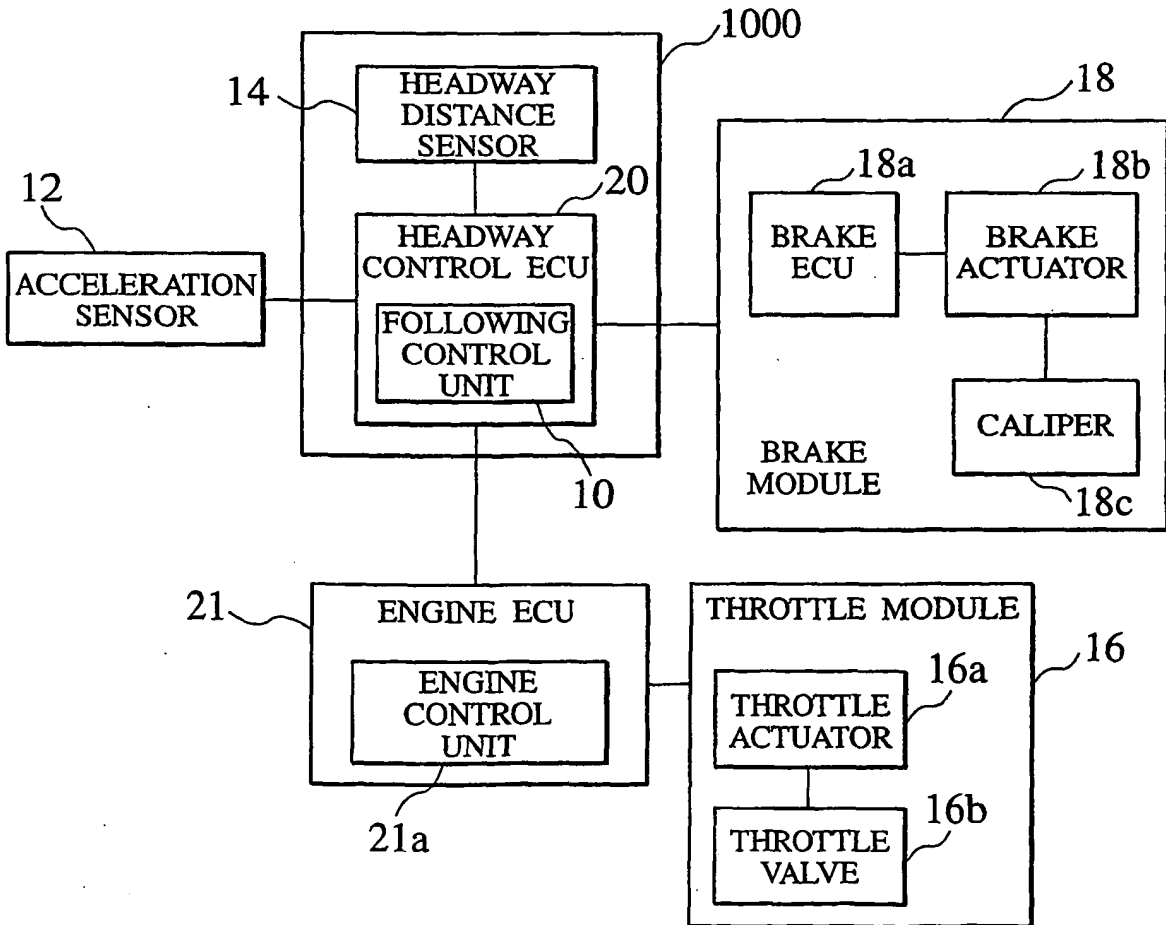 1000
HEADWAY
DISTANCE
SENSOR
14
18
12
20
18a
18b
ACCELERATION
SENSOR
HEADWAY
CONTROL ECU
FOLLOWING
CONTROL
UNIT
BRAKE
ECU
BRAKE
ACTUATOR
CALIPER
10
BRAKE
MODULE
18c
21
ENGINE ECU
ENGINE
CONTROL
UNIT
21a
THROTTLE MODULE
16
16a
THROTTLE
ACTUATOR
16b
THROTTLE
VALVE